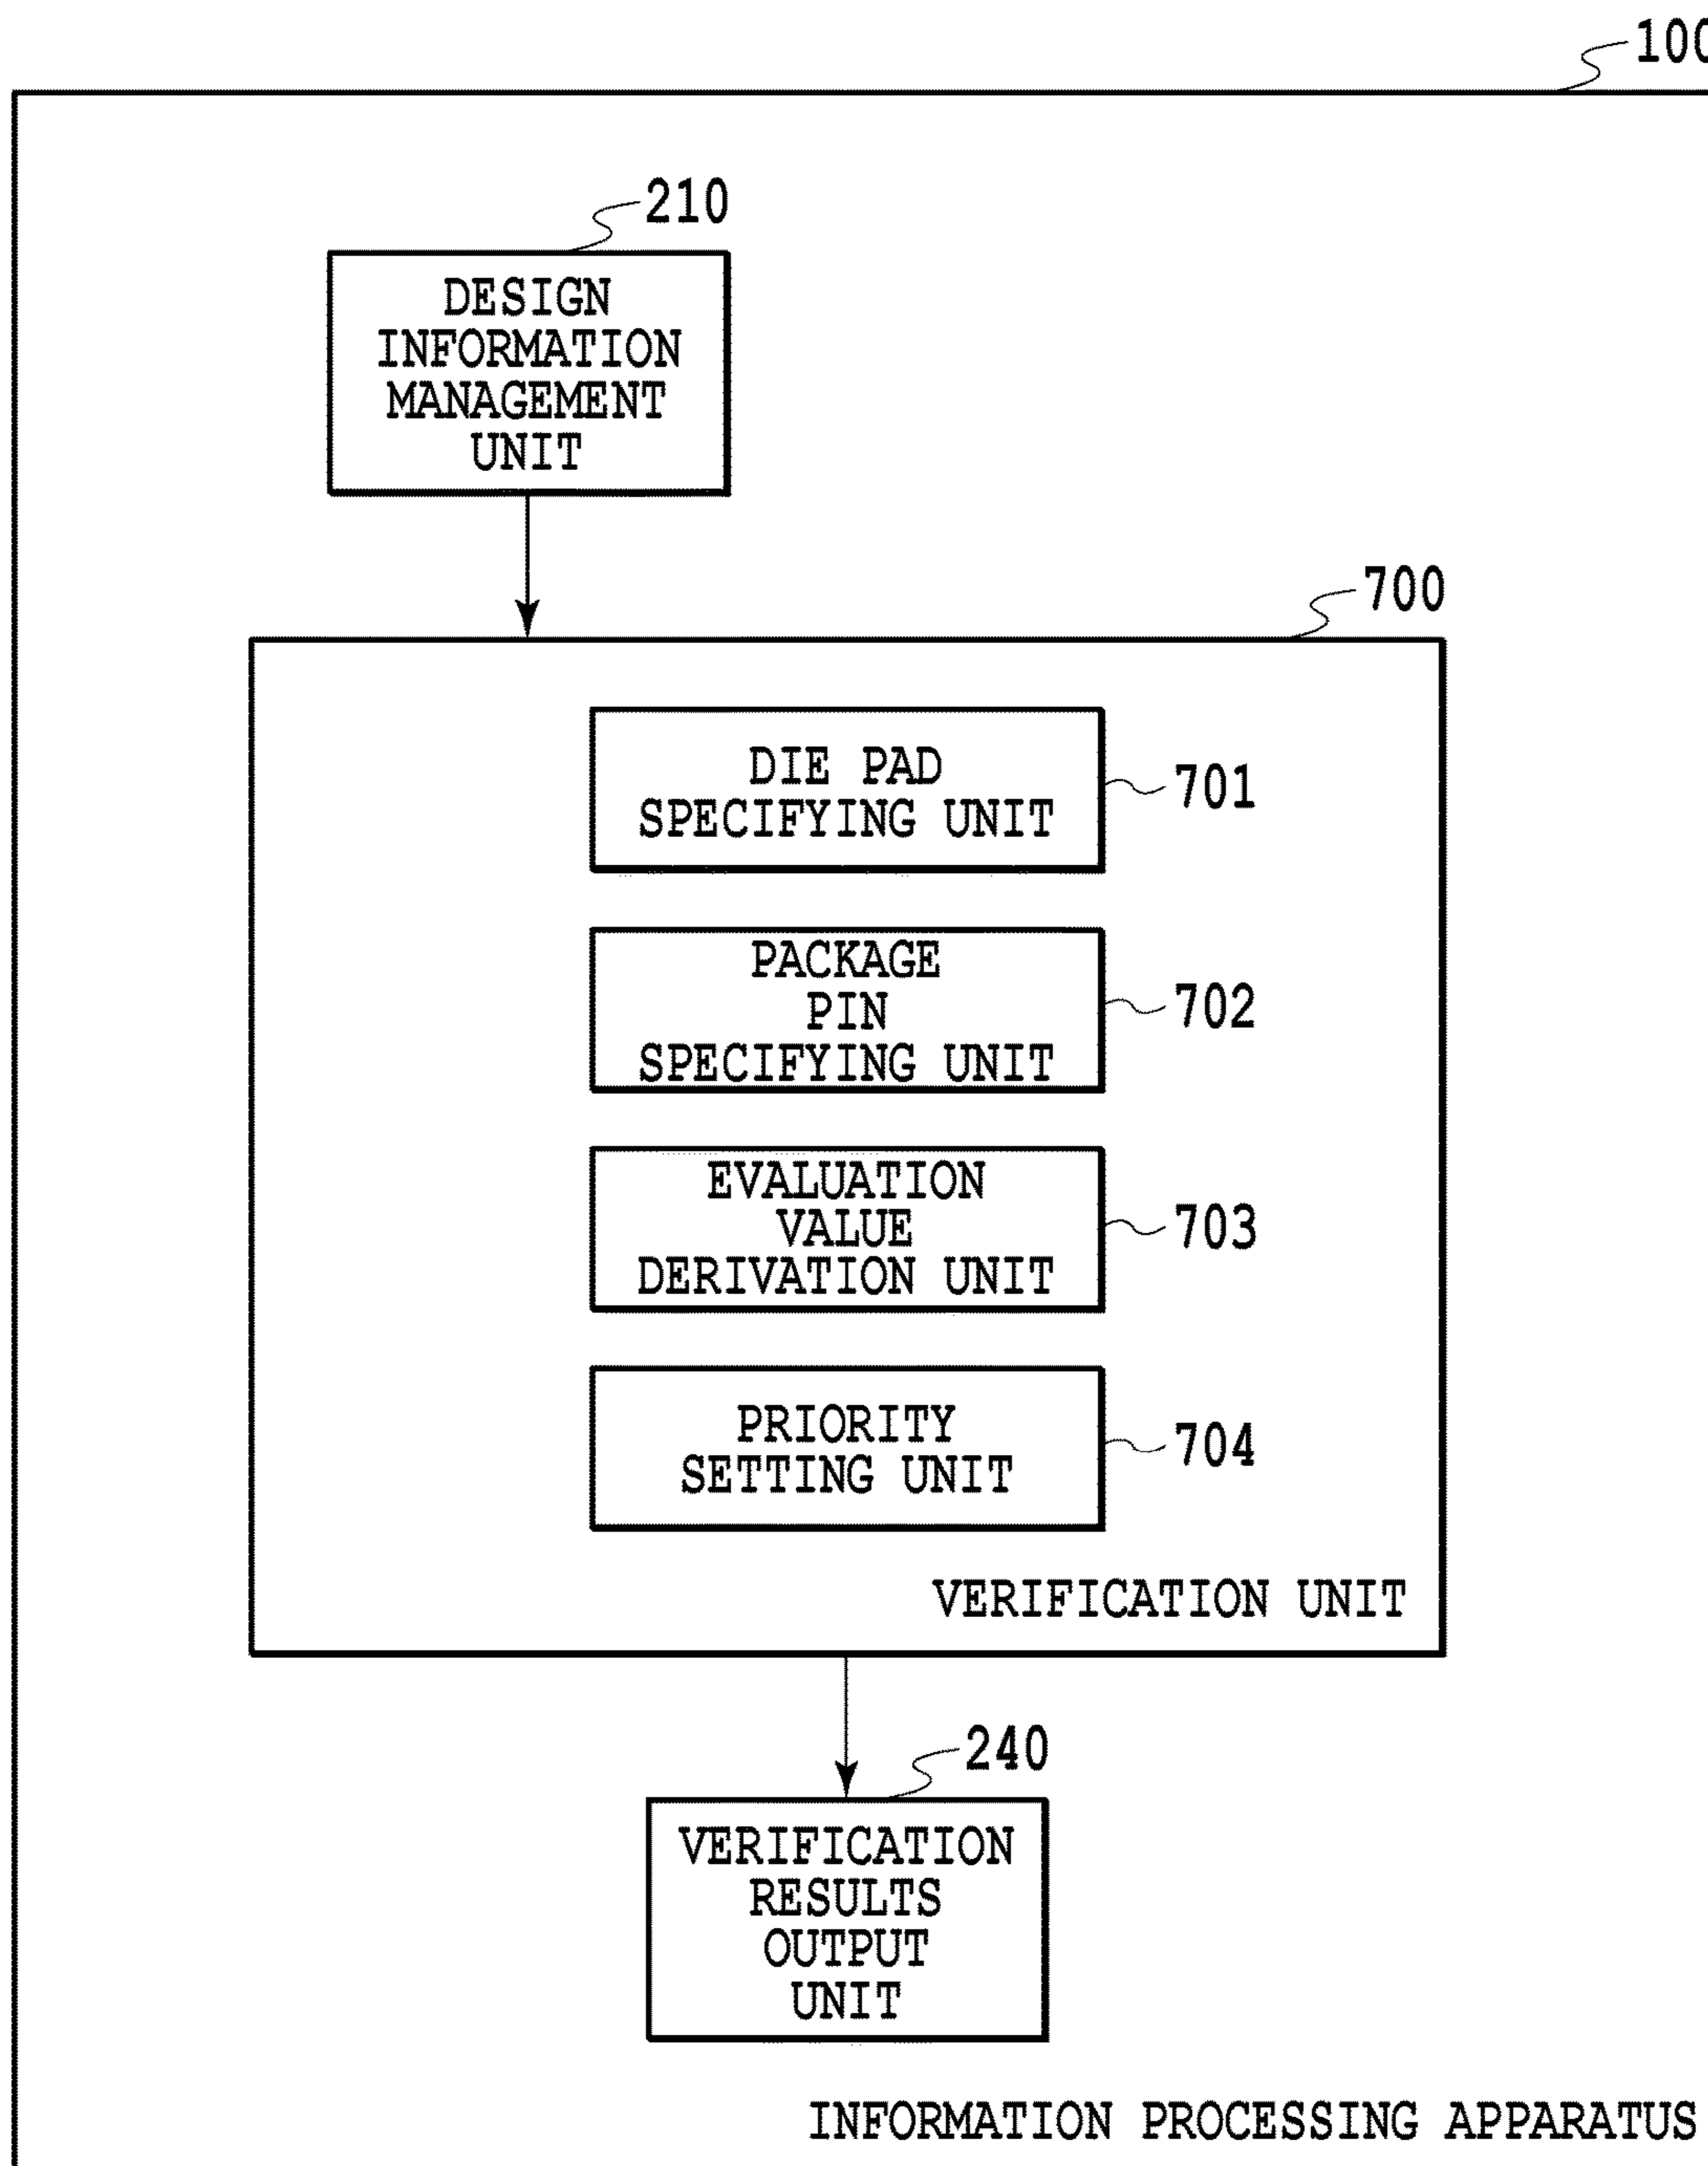 100
210
DESIGN
INFORMATION
MANAGEMENT
UNIT
700
DIE PAD
SPECIFYING UNIT
701
PACKAGE
PIN
SPECIFYING UNIT
702
EVALUATION
VALUE
DERIVATION UNIT
703
PRIORITY
SETTING UNIT
704
VERIFICATION UNIT
240
VERIFICATION
RESULTS
OUTPUT
UNIT
INFORMATION PROCESSING APPARATUS